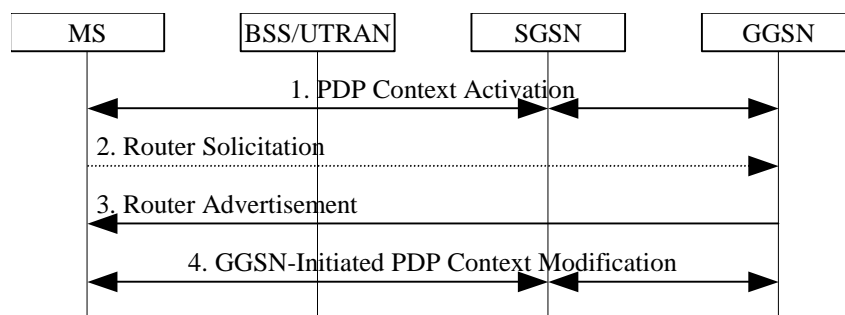 MS BSS/UTRAN SGSN GGSN
1. PDP Context Activation
2. Router Solicitation
3. Router Advertisement
4. GGSN-Initiated PDP Context Modification